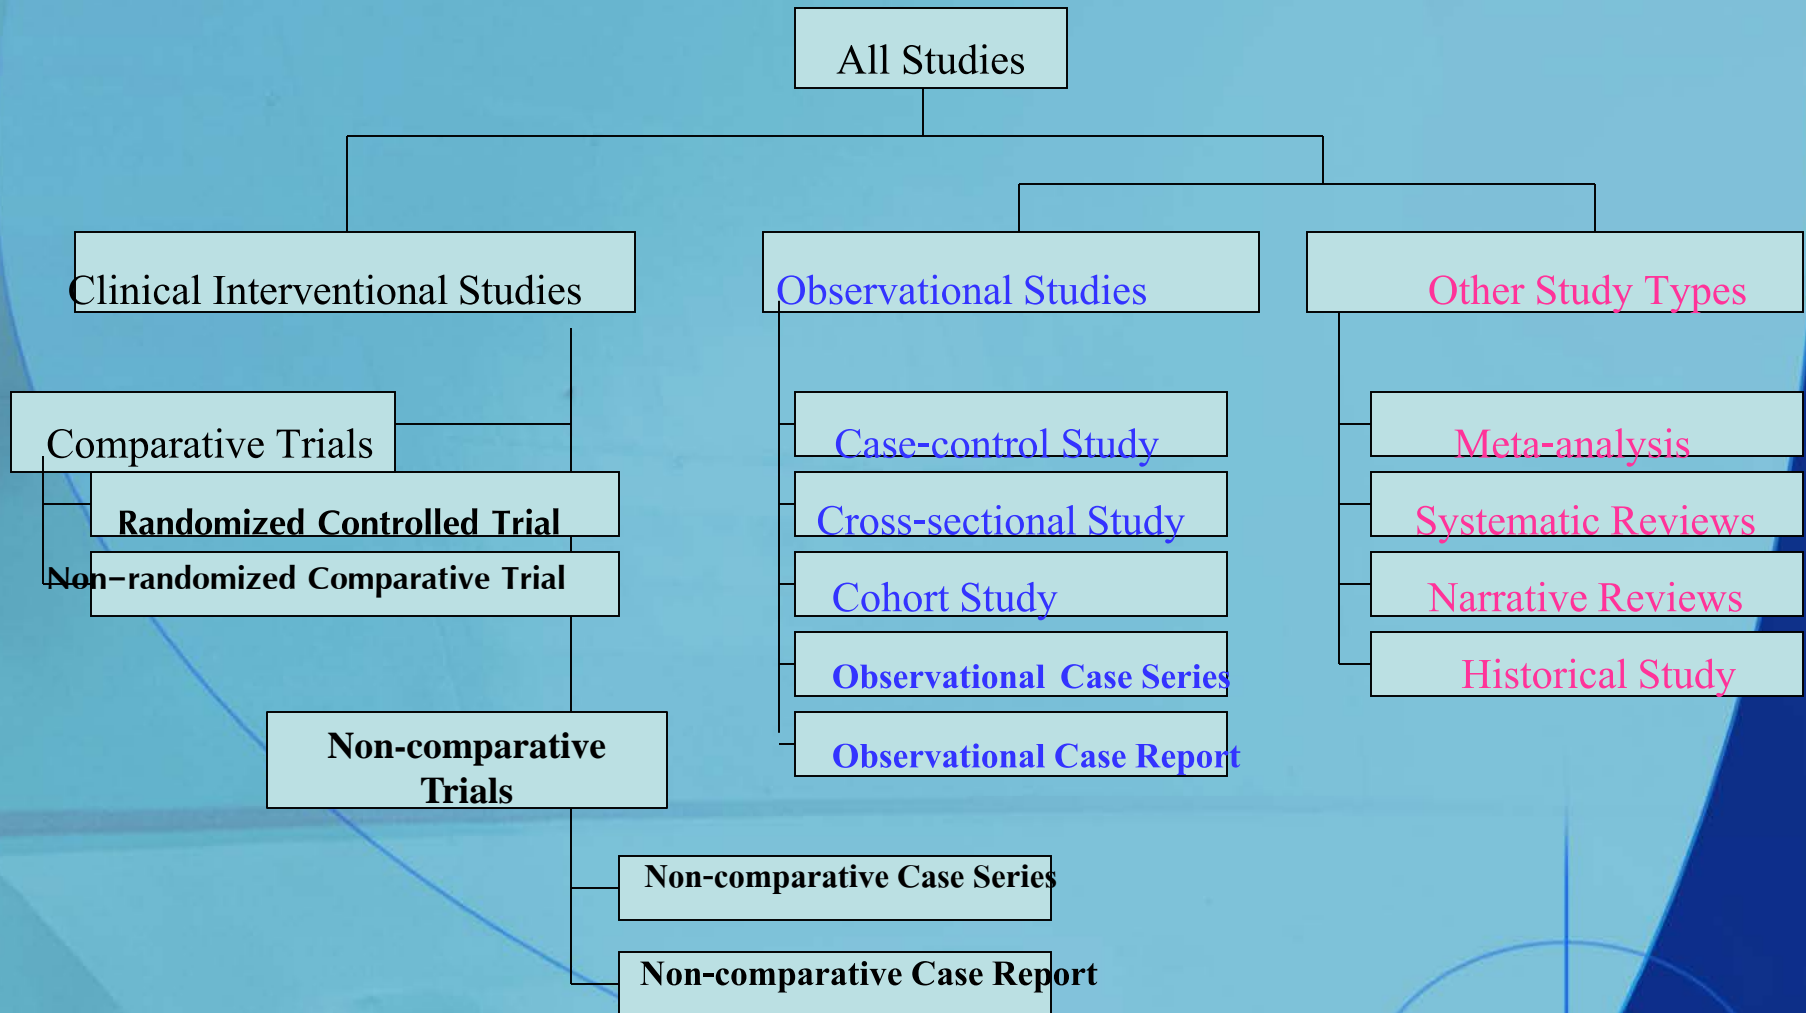 All Studies
Clinical Interventional Studies
Observational Studies
Other Study Types
Comparative Trials
Randomized Controlled Trial
Non-randomized Comparative Trial
Non-comparative
Trials
Non-comparative Case Series
Non-comparative Case Report
Case-control Study
Cross-sectional Study
Cohort Study
Observational Case Series
Observational Case Report
Meta-analysis
Systematic Reviews
Narrative Reviews
Historical Study